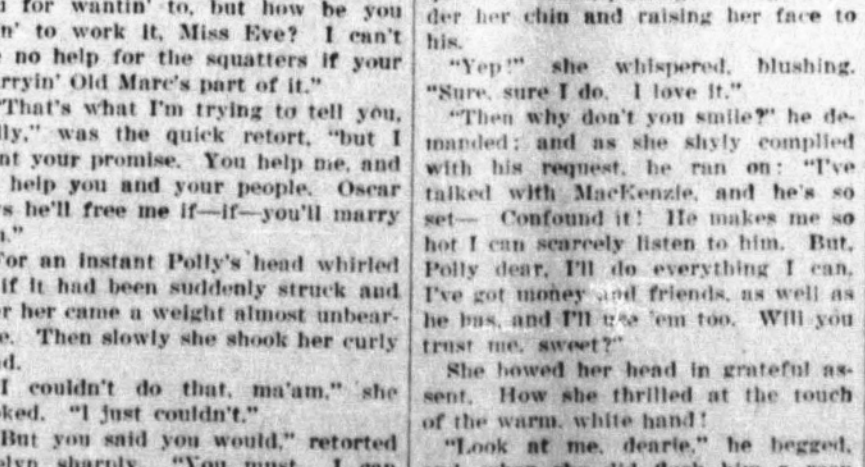 for wantin' to, but how be you
n' to work it, Miss Eve? I can't
no help for the squatters if your
rryin' Old Marc's part of it."
"That's what I'm trying to tell you,
lly," was the quick retort, "but I
nt your promise. You help me, and
help you and your people. Oscar
s he'll free me if—if—you'll marry
."
or an instant Polly's head whirled
if it had been suddenly struck and
r her came a weight almost unbear-
e. Then slowly she shook her curly
d.
I couldn't do that, ma'am," she
ked. "I just couldn't."
But you said you would," retorted
elyn sharply. "You must. I can
der her chin and raising her face to
his.
"Yep!" she whispered, blushing.
"Sure, sure I do. I love it."
"Then why don't you smile?" he de-
manded; and as she shyly complied
with his request, he ran on: "I've
talked with MacKenzie, and he's so
set— Confound it! He makes me so
hot I can scarcely listen to him. But,
Polly dear, I'll do everything I can.
I've got money and friends, as well as
he has, and I'll use 'em too. Will you
trust me, sweet?"
She bowed her head in grateful as-
sent. How she thrilled at the touch
of the warm, white hand!
"Look at me, dearie," he begged,